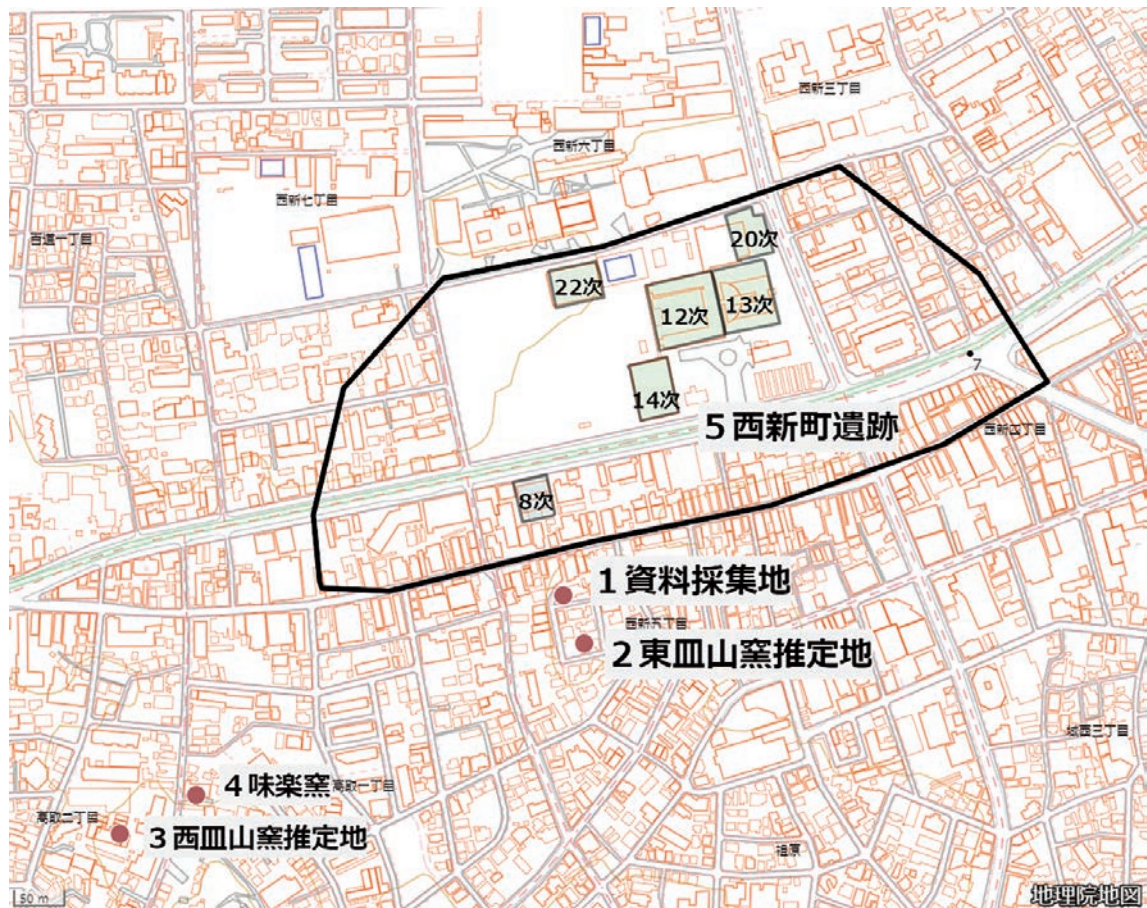 西新三丁目
西新六丁目
西新七丁目
百道一丁目
20次
22次
12次
13次
7
14次
5西新町遺跡
西新四丁目
8次
1資料採集地
西新五丁目
2東皿山窯推定地
城西三丁目
4味楽窯
高取一丁目
高取二丁目
3西皿山窯推定地
祖原
50 m
地理院地図